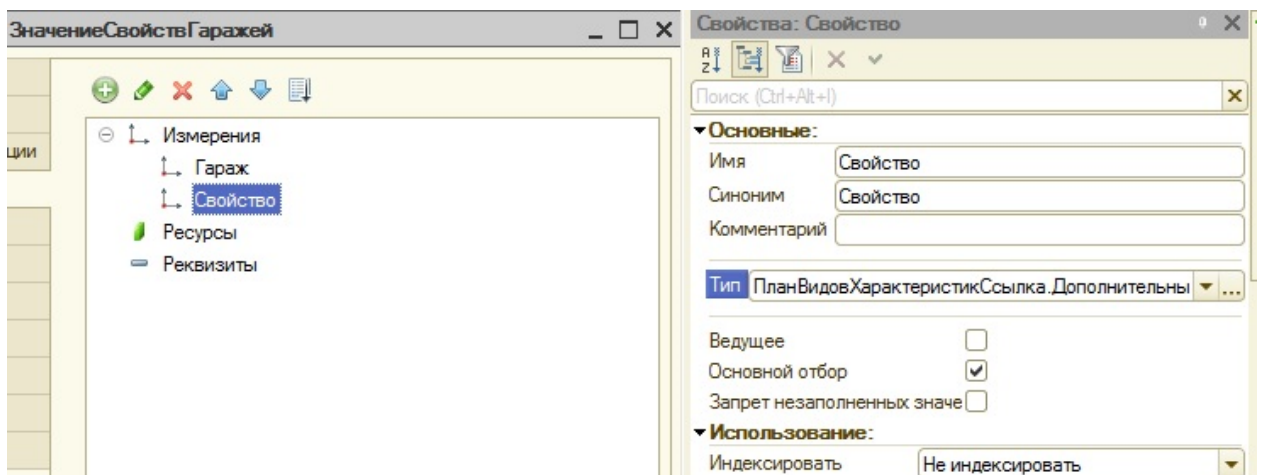 ЗначениеСвойствГаражей
ции
Измерения
Гараж
Свойство
Ресурсы
Реквизиты
Свойства: Свойство
Поиск (Ctrl+Alt+I)
Основные:
Имя Свойство
Синоним Свойство
Комментарий
Тип ПланВидовХарактеристикСсылка.Дополнительны ...
Ведущее
Основной отбор
Запрет незаполненных значе
Использование:
Индексировать Не индексировать